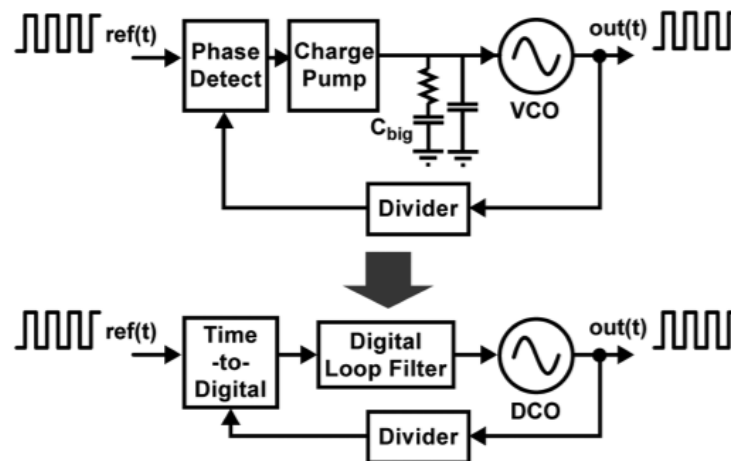 ref(t)
Phase
Detect
Charge
Pump
C_big
VCO
out(t)
Divider
ref(t)
Time
-to-
Digital
Digital
Loop Filter
DCO
out(t)
Divider